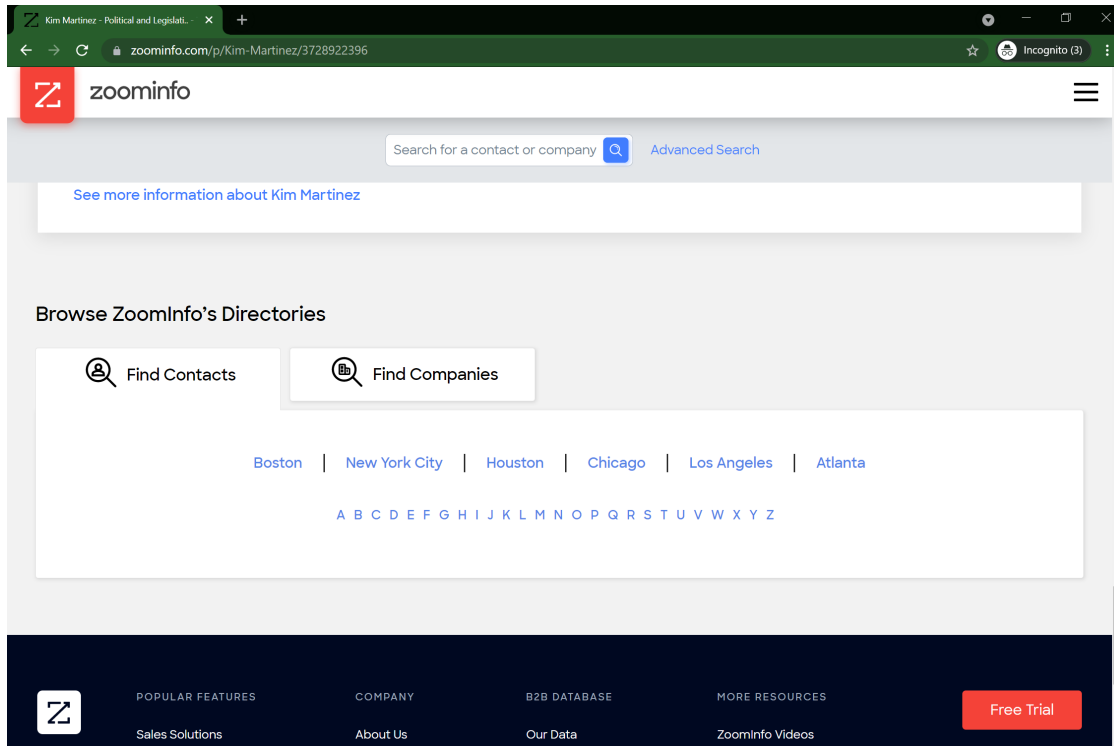 Kim Martinez - Political and Legislati.. -
zoominfo.com/p/Kim-Martinez/3728922396
Incognito (3)
zoominfo
Search for a contact or company
Advanced Search
See more information about Kim Martinez
Browse ZoomInfo's Directories
Find Contacts
Find Companies
Boston | New York City | Houston | Chicago | Los Angeles | Atlanta
A B C D E F G H I J K L M N O P Q R S T U V W X Y Z
POPULAR FEATURES COMPANY B2B DATABASE MORE RESOURCES
Free Trial
Sales Solutions About Us Our Data ZoomInfo Videos